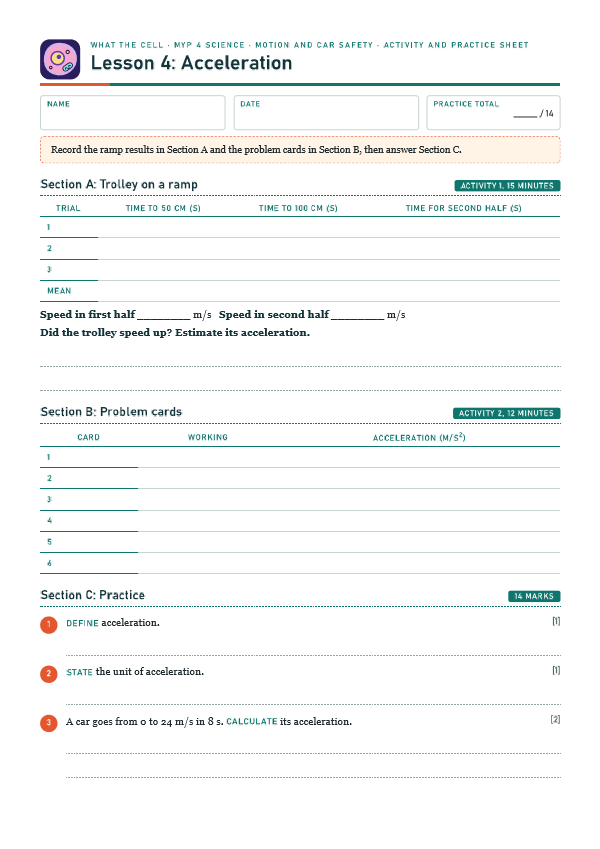 WHAT THE CELL · MYP 4 SCIENCE · MOTION AND CAR SAFETY · ACTIVITY AND PRACTICE SHEET
Lesson 4: Acceleration
NAME
DATE
PRACTICE TOTAL
_____ / 14
Record the ramp results in Section A and the problem cards in Section B, then answer Section C.
Section A: Trolley on a ramp
ACTIVITY 1, 15 MINUTES
TRIAL TIME TO 50 CM (S) TIME TO 100 CM (S) TIME FOR SECOND HALF (S)
1
2
3
MEAN
Speed in first half ________ m/s Speed in second half ________ m/s
Did the trolley speed up? Estimate its acceleration.
Section B: Problem cards
ACTIVITY 2, 12 MINUTES
CARD WORKING ACCELERATION (M/S²)
1
2
3
4
5
6
Section C: Practice
14 MARKS
1 DEFINE acceleration. [1]
2 STATE the unit of acceleration. [1]
3 A car goes from 0 to 24 m/s in 8 s. CALCULATE its acceleration. [2]